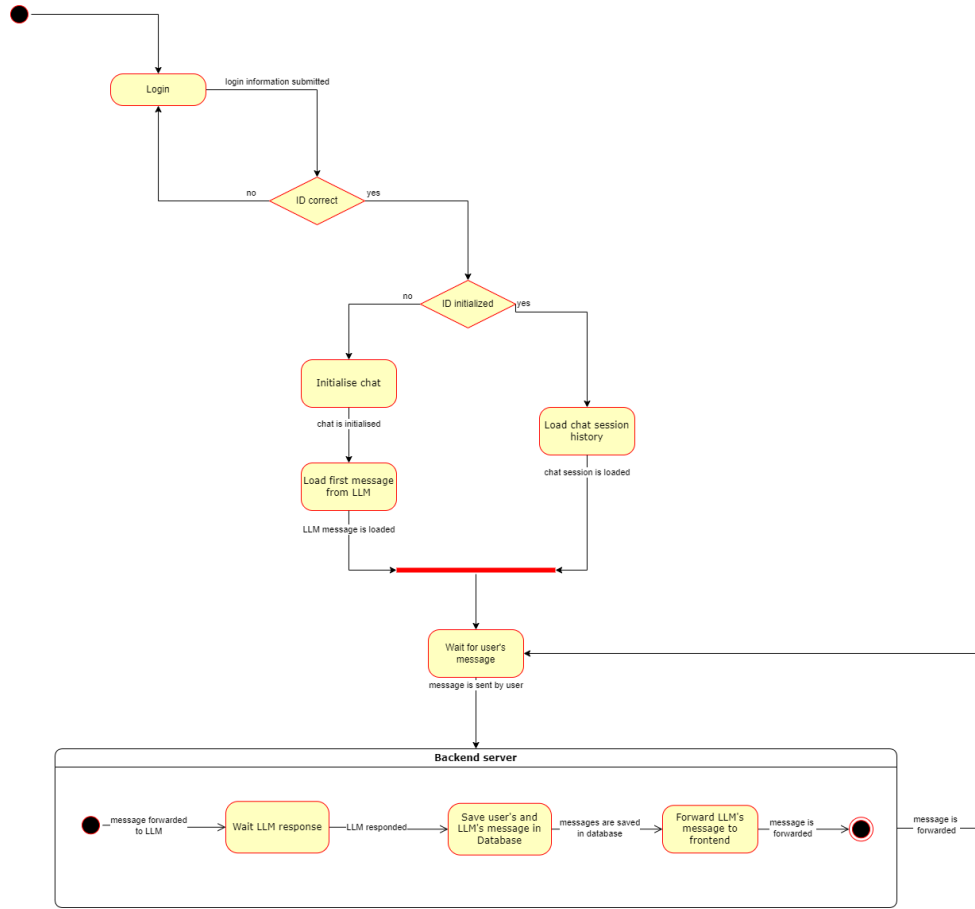 login information submitted
Login
no
yes
ID correct
no
yes
ID initialized
Initialise chat
chat is initialised
Load chat session
history
chat session is loaded
Load first message
from LLM
LLM message is loaded
Wait for user's
message
message is sent by user
Backend server
message forwarded
to LLM
Wait LLM response
LLM responded
Save user's and
LLM's message in
Database
messages are saved
in database
Forward LLM's
message to
frontend
message is
forwarded
message is
forwarded